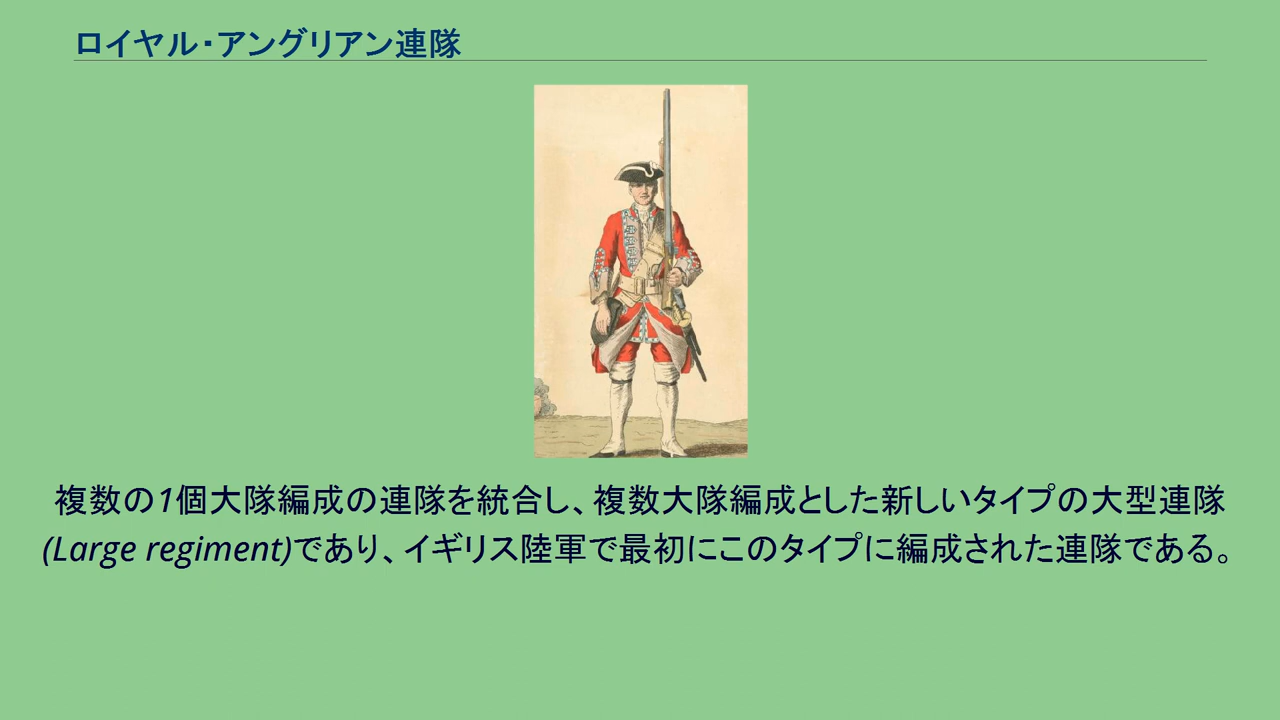 ロイヤル・アングリアン連隊
複数の1個大隊編成の連隊を統合し、複数大隊編成とした新しいタイプの大型連隊
(Large regiment)であり、イギリス陸軍で最初にこのタイプに編成された連隊である。